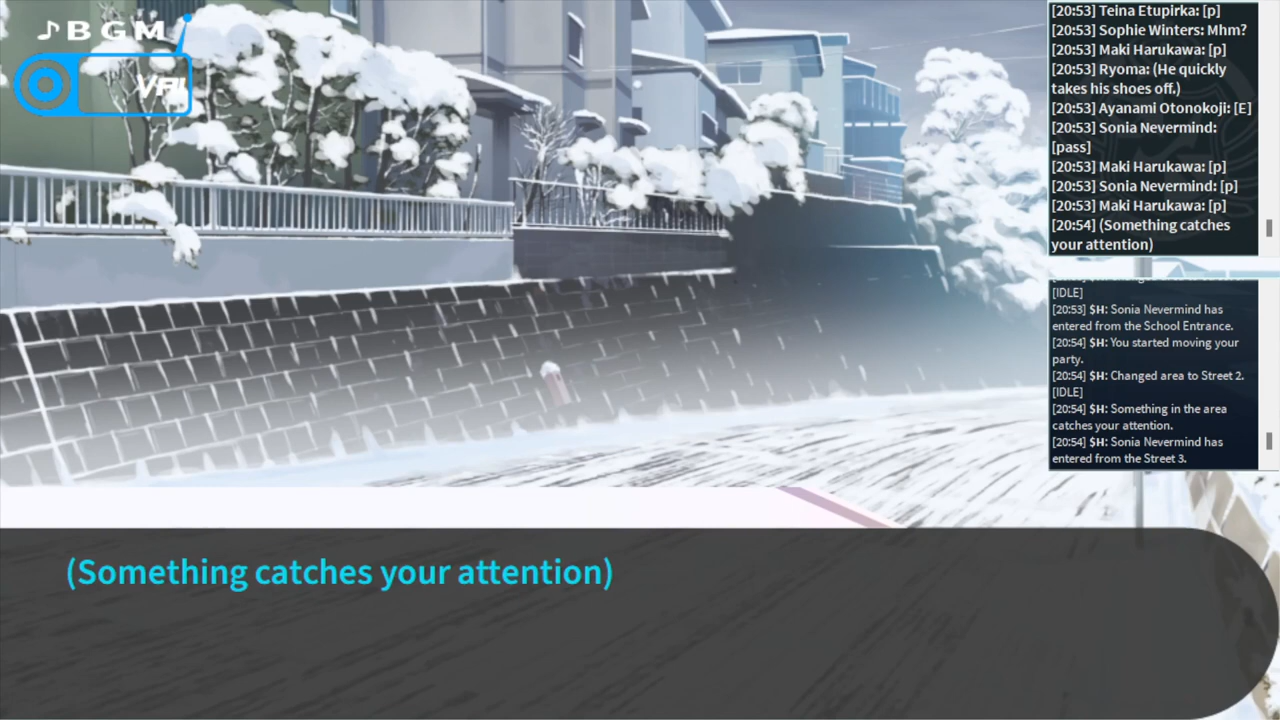 ♪BGM
[20:53] Teina Etupirka: [p]
[20:53] Sophie Winters: Mhm?
[20:53] Maki Harukawa: [p]
[20:53] Ryoma: (He quickly
takes his shoes off.)
[20:53] Ayanami Otonokoji: [E]
[20:53] Sonia Nevermind:
[pass]
[20:53] Maki Harukawa: [p]
[20:53] Sonia Nevermind: [p]
[20:53] Maki Harukawa: [p]
[20:54] (Something catches
your attention)
[IDLE]
[20:53] $H: Sonia Nevermind has
entered from the School Entrance.
[20:54] $H: You started moving your
party.
[20:54] $H: Changed area to Street 2.
[IDLE]
[20:54] $H: Something in the area
catches your attention.
[20:54] $H: Sonia Nevermind has
entered from the Street 3.
(Something catches your attention)